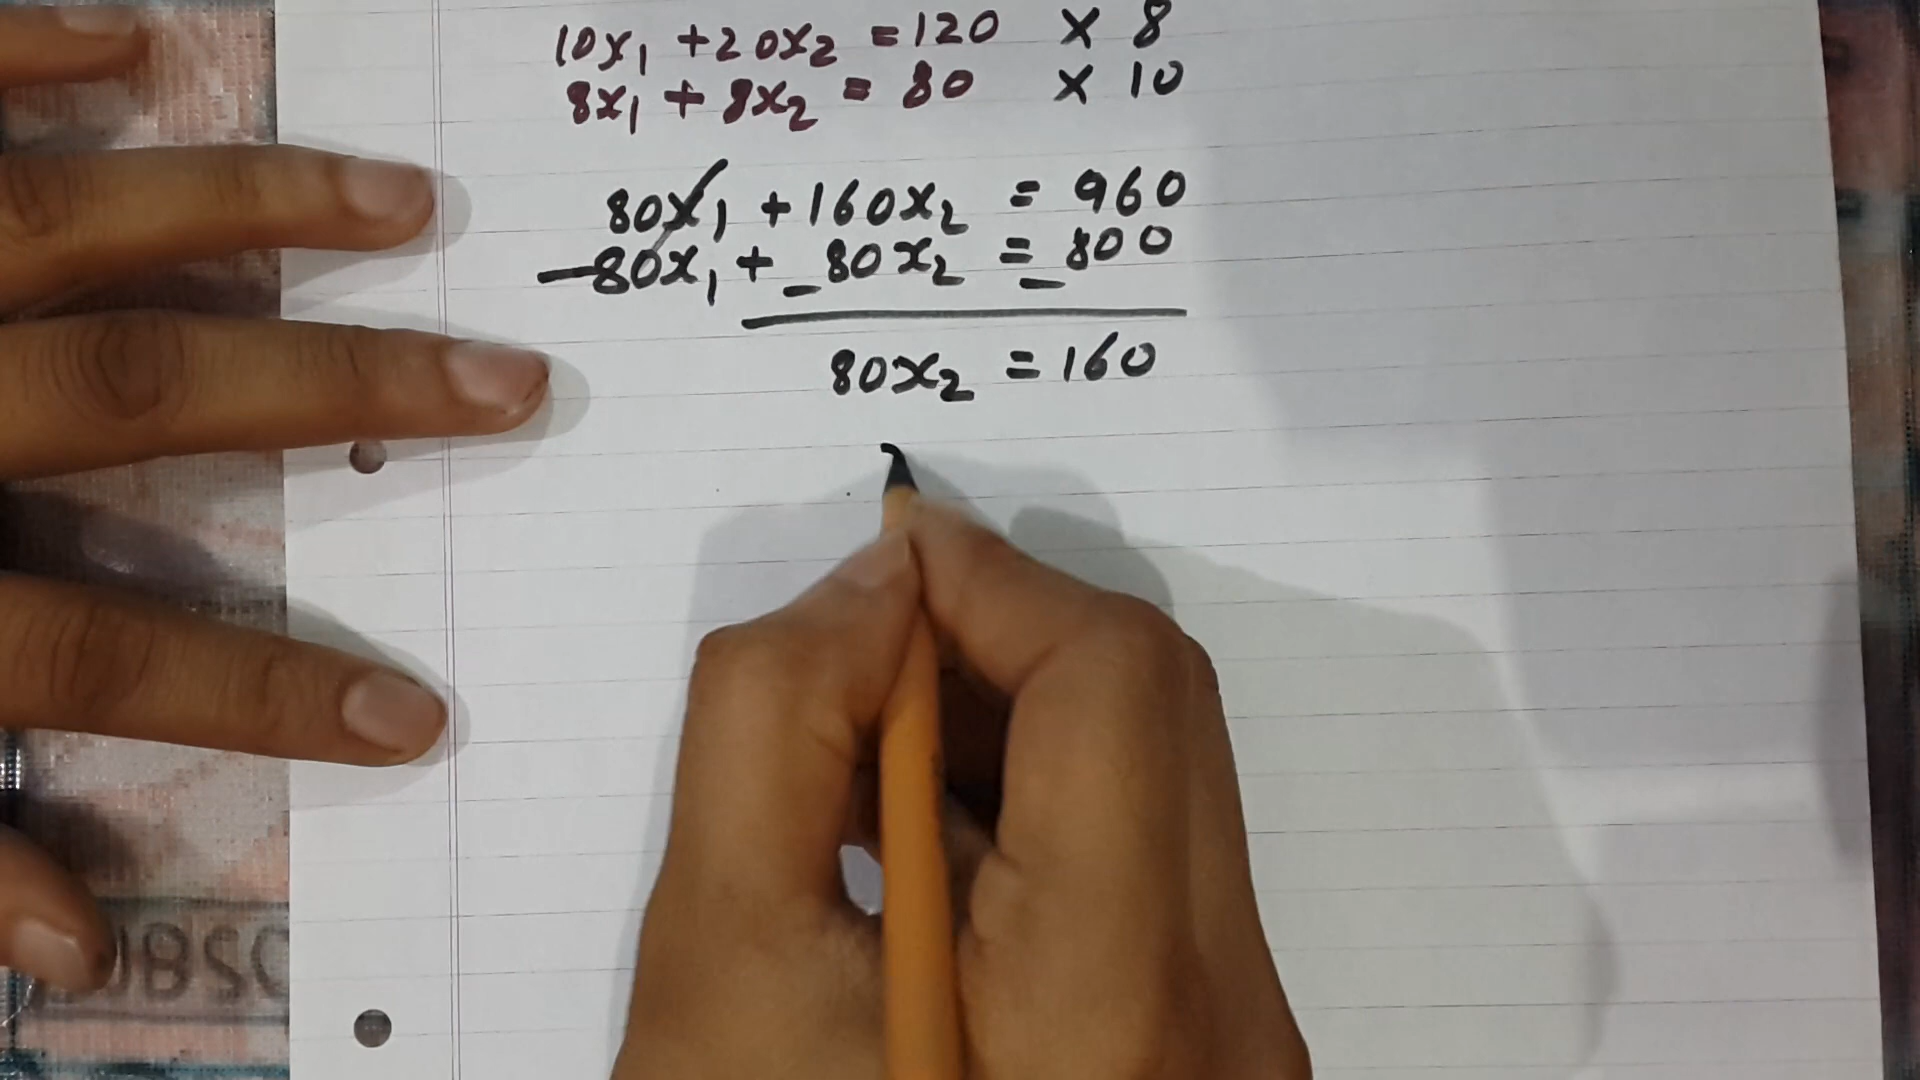 10x₁ + 20x₂ = 120 × 8
8x₁ + 8x₂ = 80 × 10
80x₁ + 160x₂ = 960
−80x₁ + − 80x₂ = − 800
80x₂ = 160